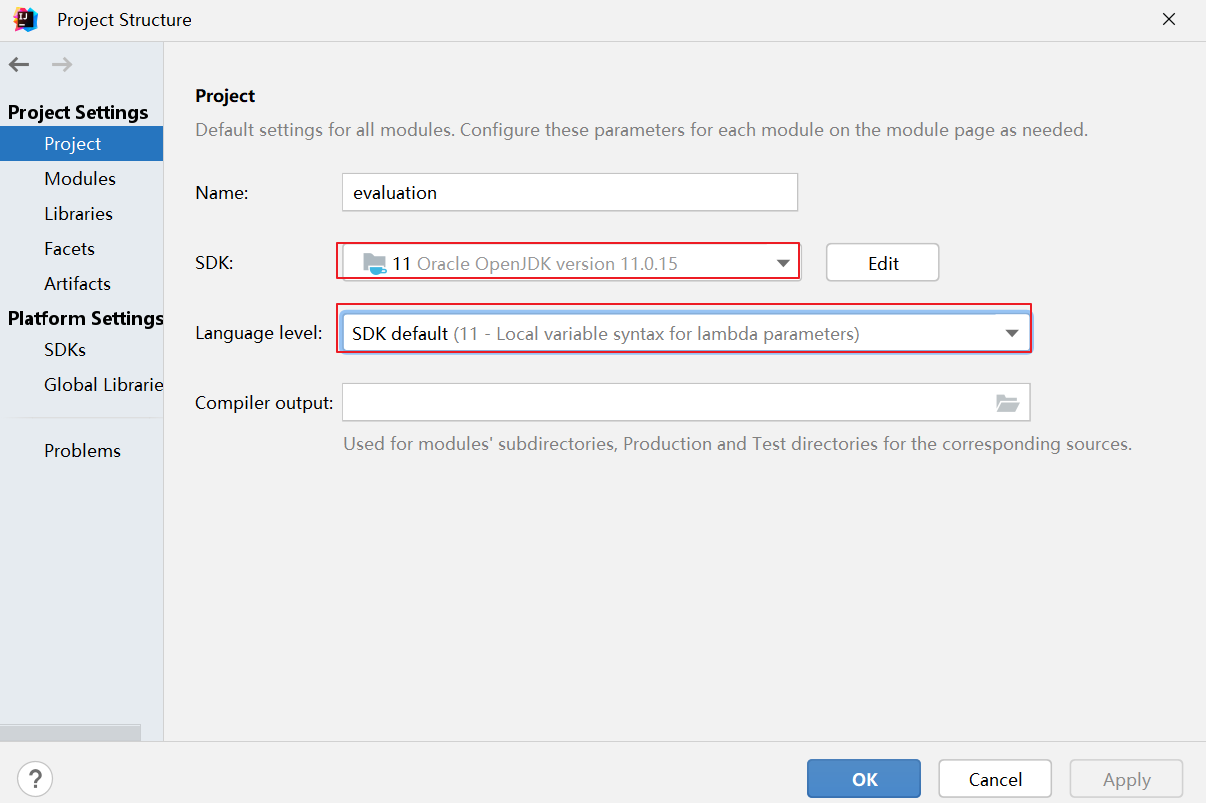 Project Structure
Project Settings
Project
Modules
Libraries
Facets
Artifacts
Platform Settings
SDKs
Global Librarie
Problems
Project
Default settings for all modules. Configure these parameters for each module on the module page as needed.
Name: evaluation
SDK: 11 Oracle OpenJDK version 11.0.15 Edit
Language level: SDK default (11 - Local variable syntax for lambda parameters)
Compiler output:
Used for modules' subdirectories, Production and Test directories for the corresponding sources.
? OK Cancel Apply